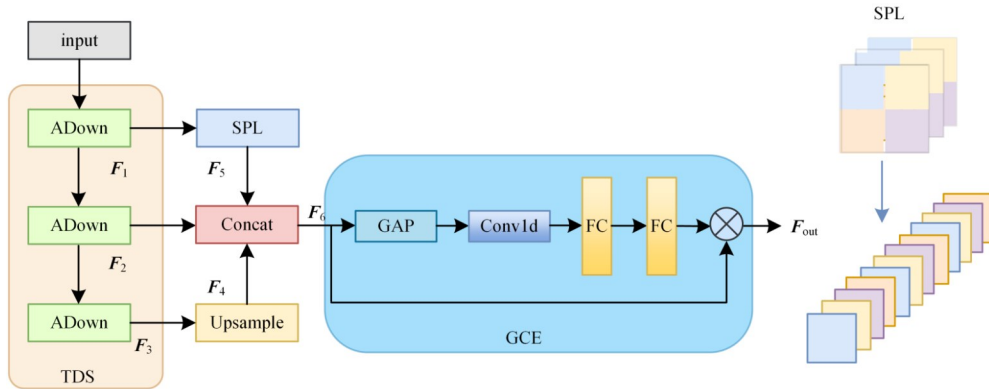 input
SPL
ADown
SPL
F1
F5
ADown
Concat
F6
GAP
Conv1d
FC
FC
Fout
F2
F4
ADown
Upsample
F3
GCE
TDS